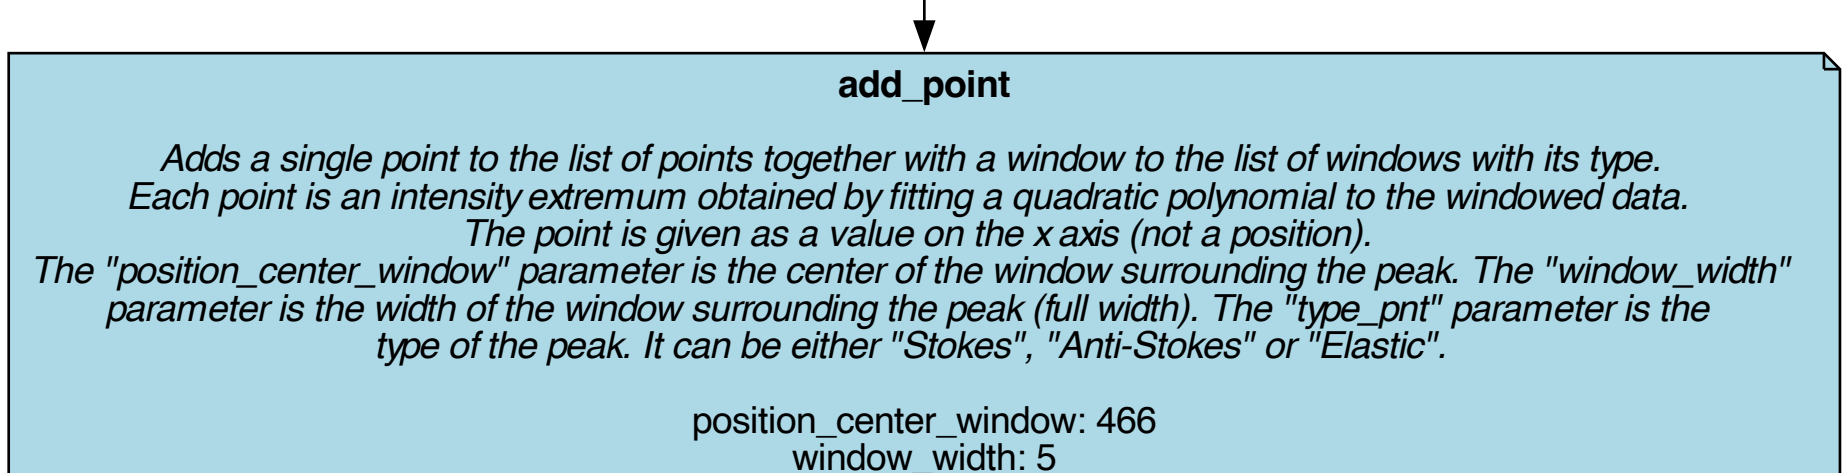 add_point
Adds a single point to the list of points together with a window to the list of windows with its type.
Each point is an intensity extremum obtained by fitting a quadratic polynomial to the windowed data.
The point is given as a value on the x axis (not a position).
The "position_center_window" parameter is the center of the window surrounding the peak. The "window_width"
parameter is the width of the window surrounding the peak (full width). The "type_pnt" parameter is the
type of the peak. It can be either "Stokes", "Anti-Stokes" or "Elastic".
position_center_window: 466
window_width: 5